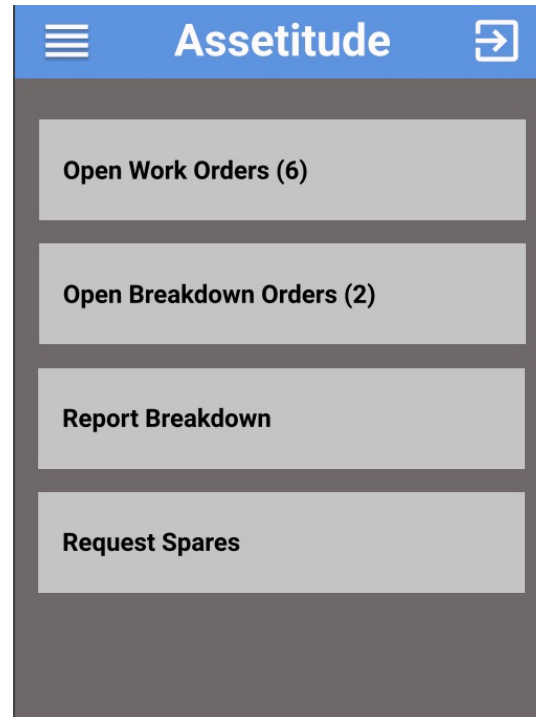 Assetitude
Open Work Orders (6)
Open Breakdown Orders (2)
Report Breakdown
Request Spares